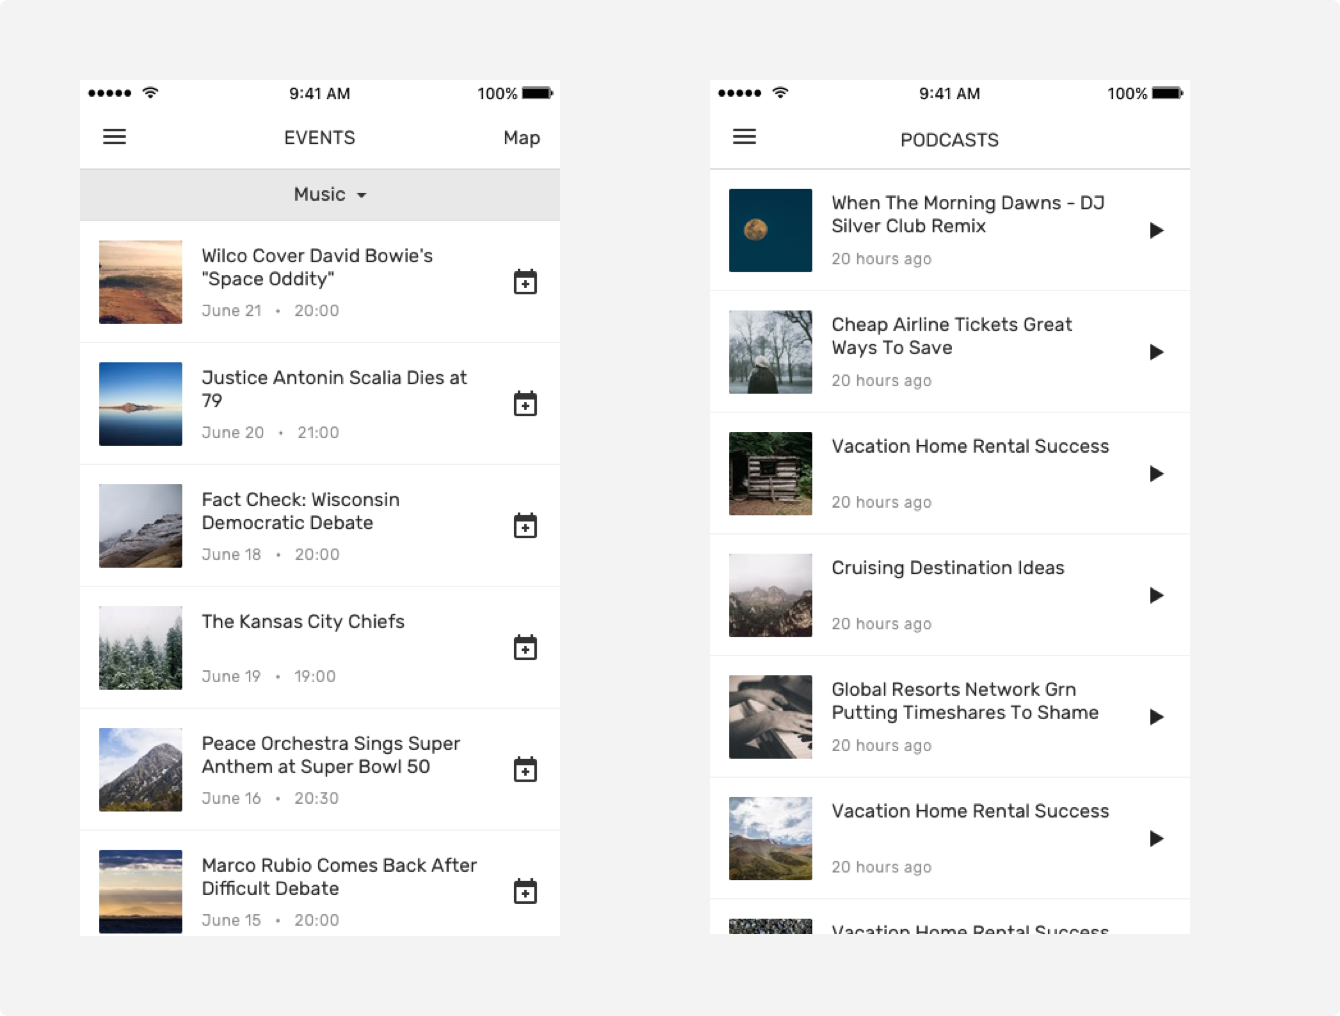 9:41 AM
100%
EVENTS
Map
Music
Wilco Cover David Bowie's
"Space Oddity"
June 21 • 20:00
Justice Antonin Scalia Dies at
79
June 20 • 21:00
Fact Check: Wisconsin
Democratic Debate
June 18 • 20:00
The Kansas City Chiefs
June 19 • 19:00
Peace Orchestra Sings Super
Anthem at Super Bowl 50
June 16 • 20:30
Marco Rubio Comes Back After
Difficult Debate
June 15 • 20:00
9:41 AM
100%
PODCASTS
When The Morning Dawns - DJ
Silver Club Remix
20 hours ago
Cheap Airline Tickets Great
Ways To Save
20 hours ago
Vacation Home Rental Success
20 hours ago
Cruising Destination Ideas
20 hours ago
Global Resorts Network Grn
Putting Timeshares To Shame
20 hours ago
Vacation Home Rental Success
20 hours ago
Vacation Home Rental Success